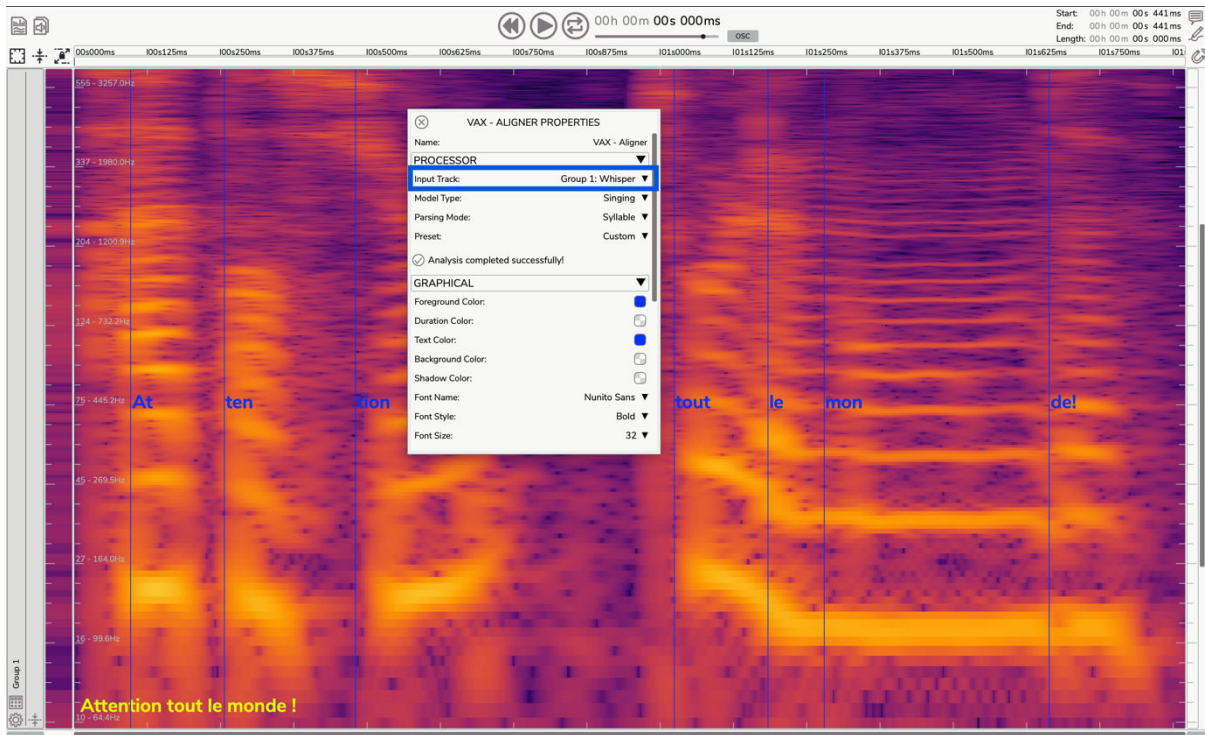 00h 00m 00s 000ms
OSC
Start: 00h 00m 00s 441ms
End: 00h 00m 00s 441ms
Length: 00h 00m 00s 000ms
00s000ms 00s125ms 00s250ms 00s375ms 00s500ms 00s625ms 00s750ms 00s875ms 01s000ms 01s125ms 01s250ms 01s375ms 01s500ms 01s625ms 01s750ms
555 - 3257.0Hz
VAX - ALIGNER PROPERTIES
Name: VAX - Aligner
PROCESSOR
337 - 1980.0Hz
Input Track: Group 1: Whisper
Model Type: Singing
Parsing Mode: Syllable
Preset: Custom
204 - 1200.9Hz
Analysis completed successfully!
GRAPHICAL
Foreground Color:
Duration Color:
124 - 732.2Hz
Text Color:
Background Color:
Shadow Color:
Font Name: Nunito Sans
75 - 445.2Hz
At ten tion tout le mon de!
Font Style: Bold
Font Size: 32
45 - 269.5Hz
27 - 164.0Hz
16 - 99.6Hz
Group 1
Attention tout le monde !
10 - 64.4Hz